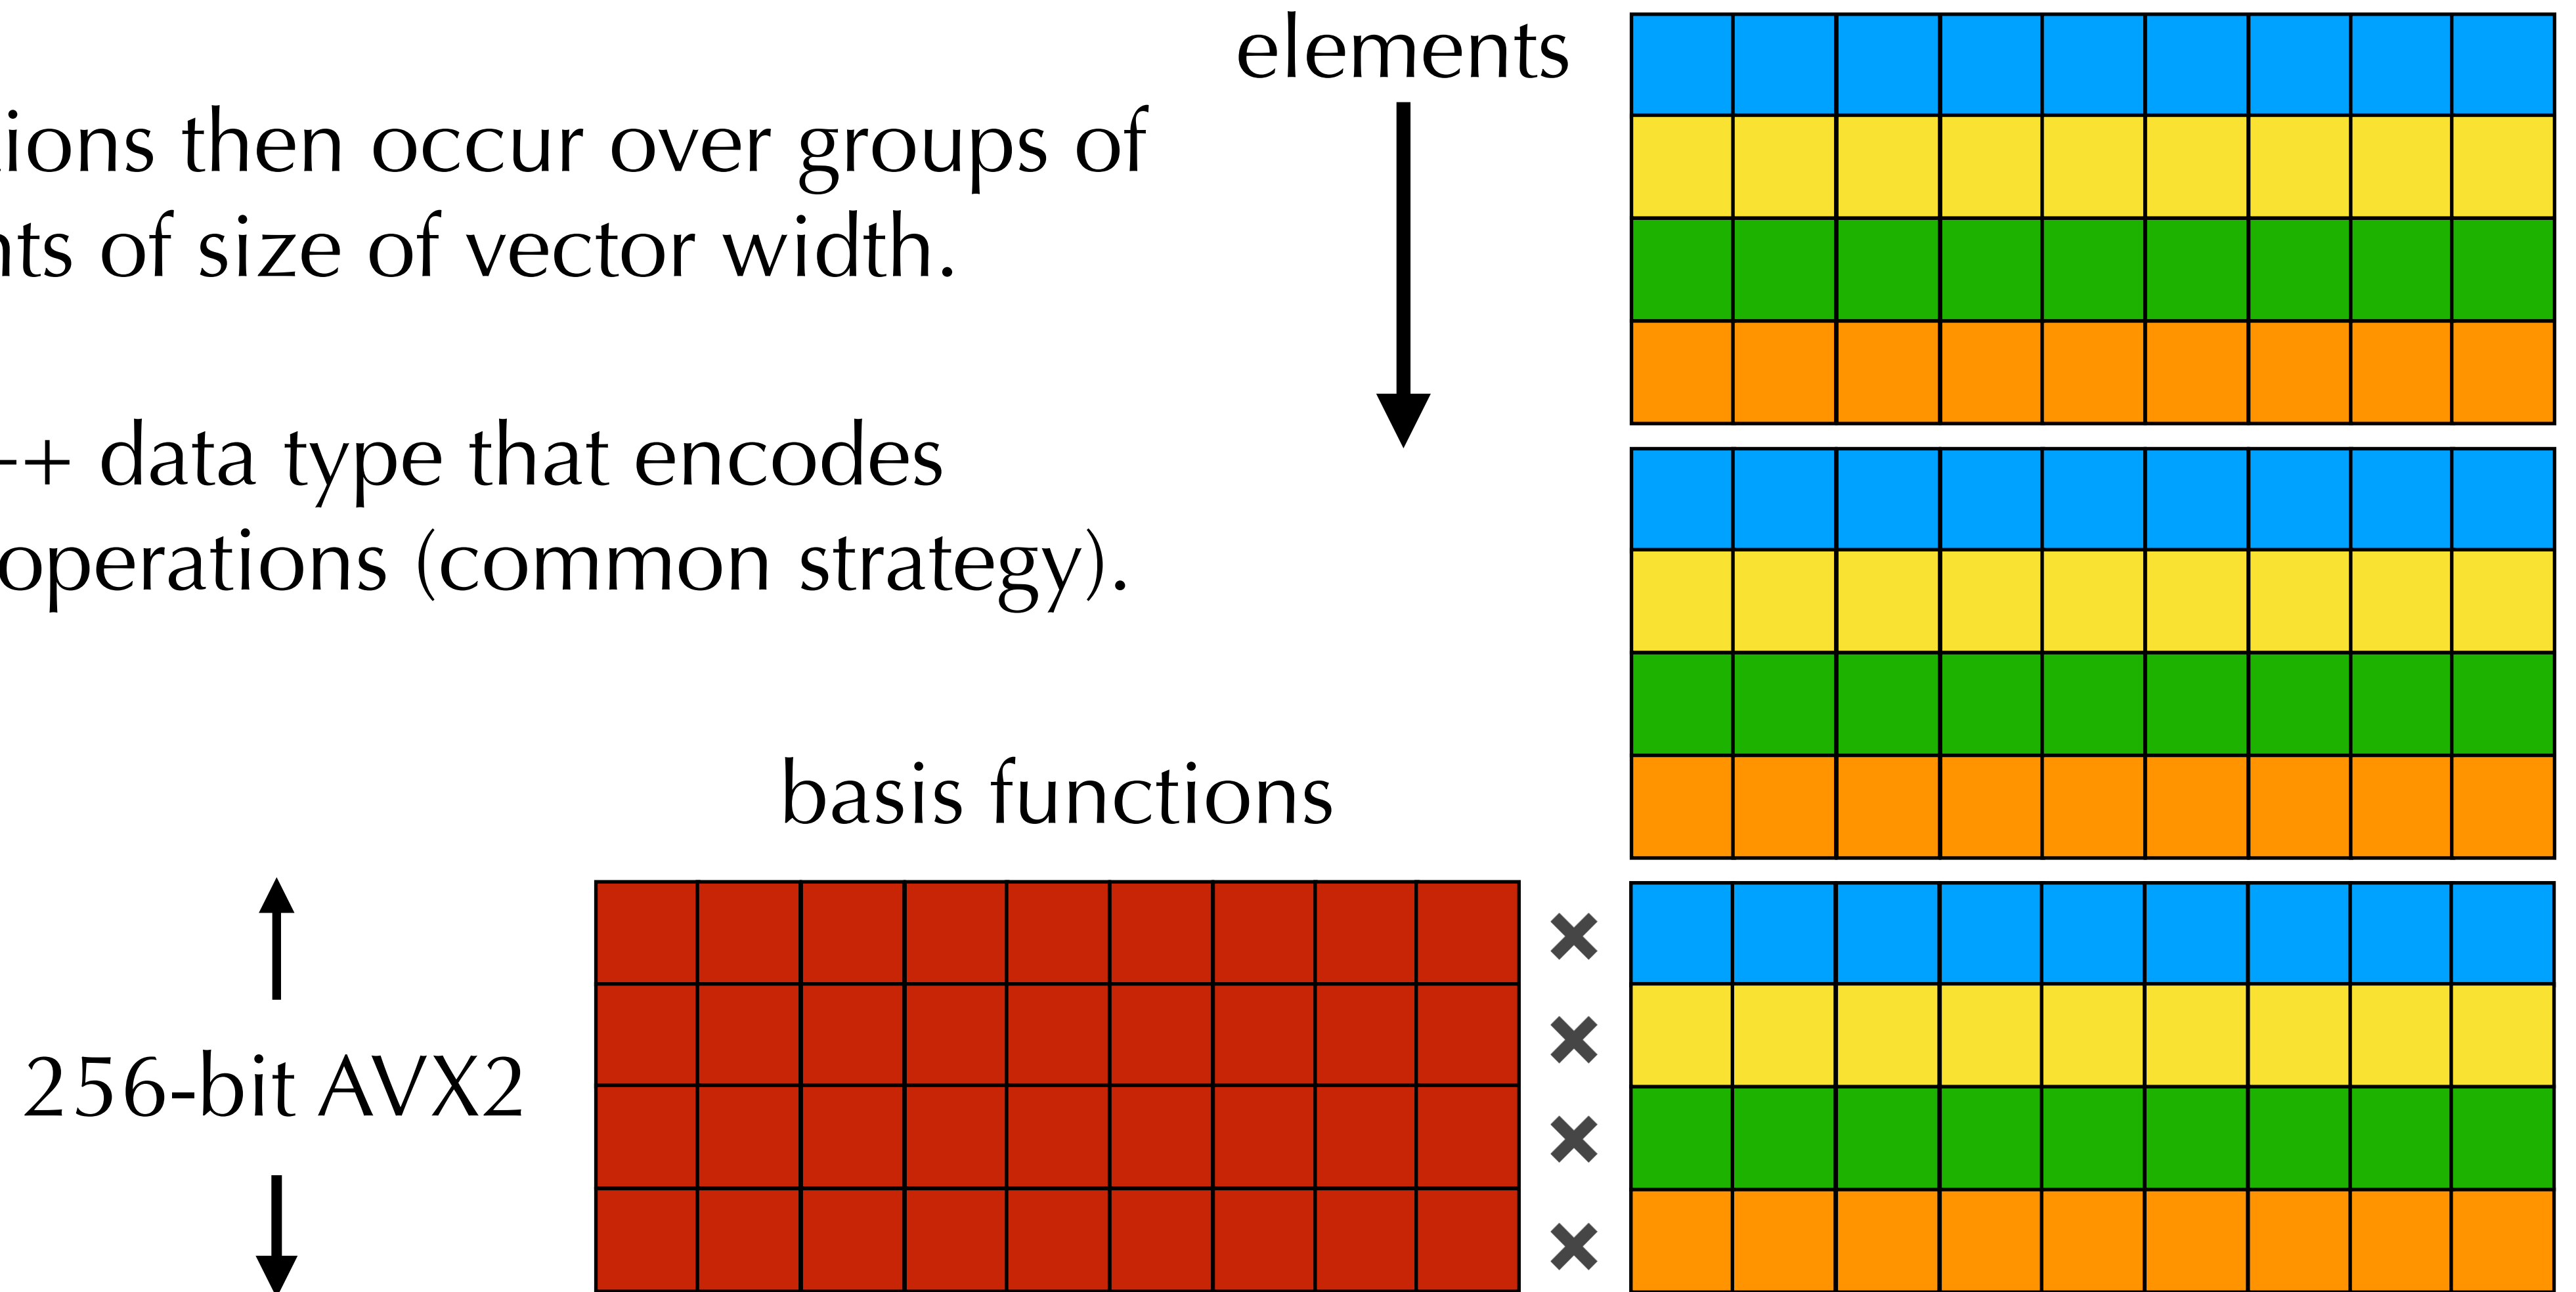 elements
ions then occur over groups of
nts of size of vector width.
++ data type that encodes
operations (common strategy).
basis functions
256-bit AVX2